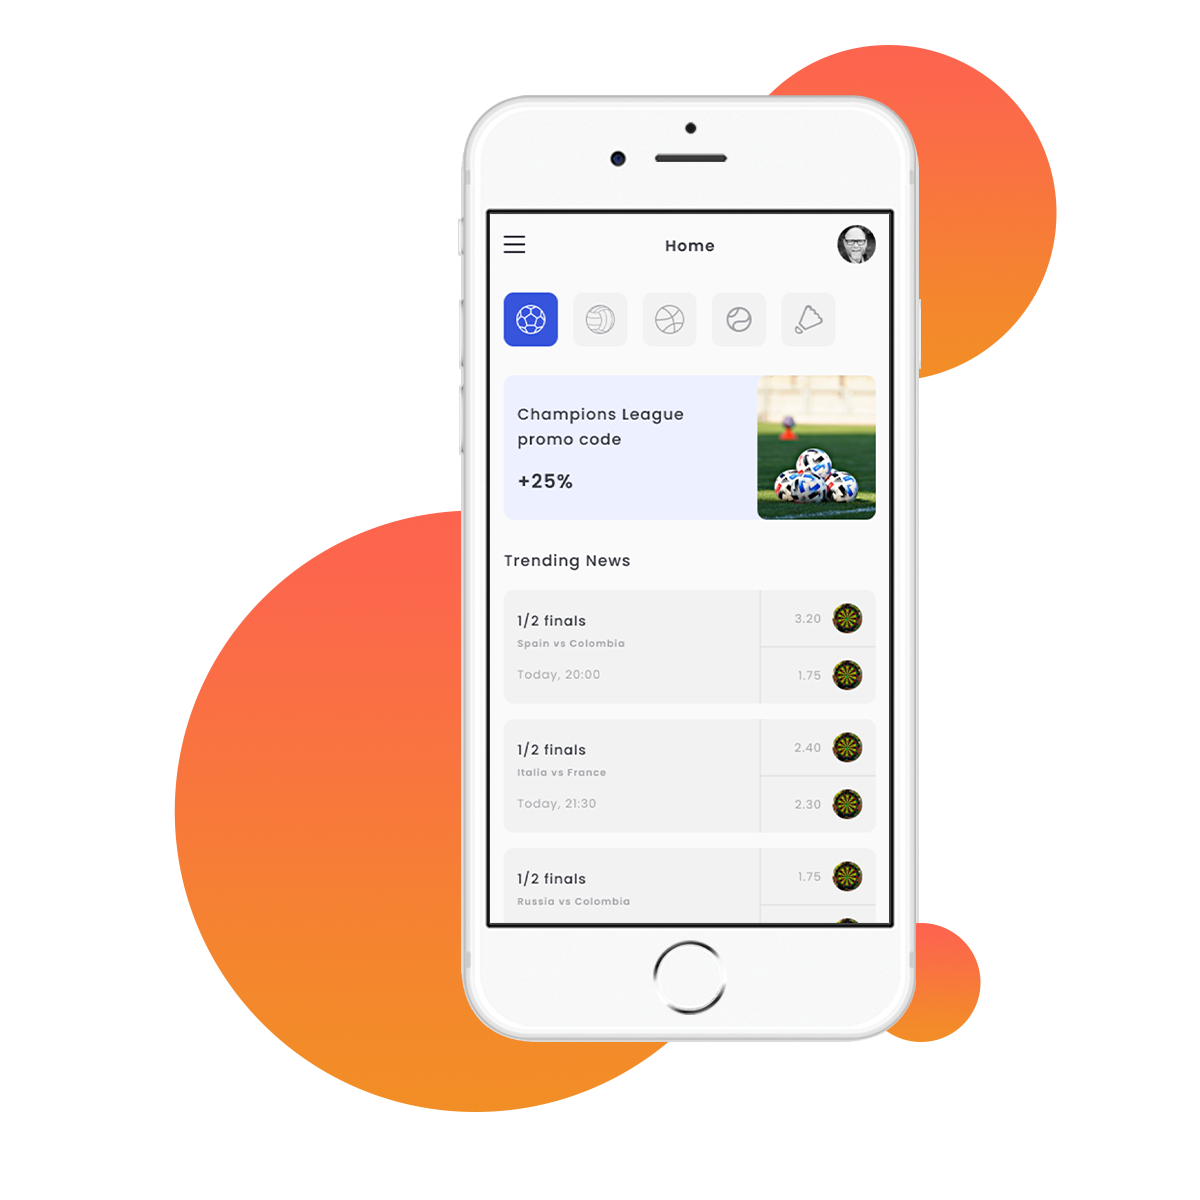 Home
Champions League
promo code
+25%
Trending News
1/2 finals
Spain vs Colombia
Today, 20:00
3.20
1.75
1/2 finals
Italia vs France
Today, 21:30
2.40
2.30
1/2 finals
Russia vs Colombia
1.75